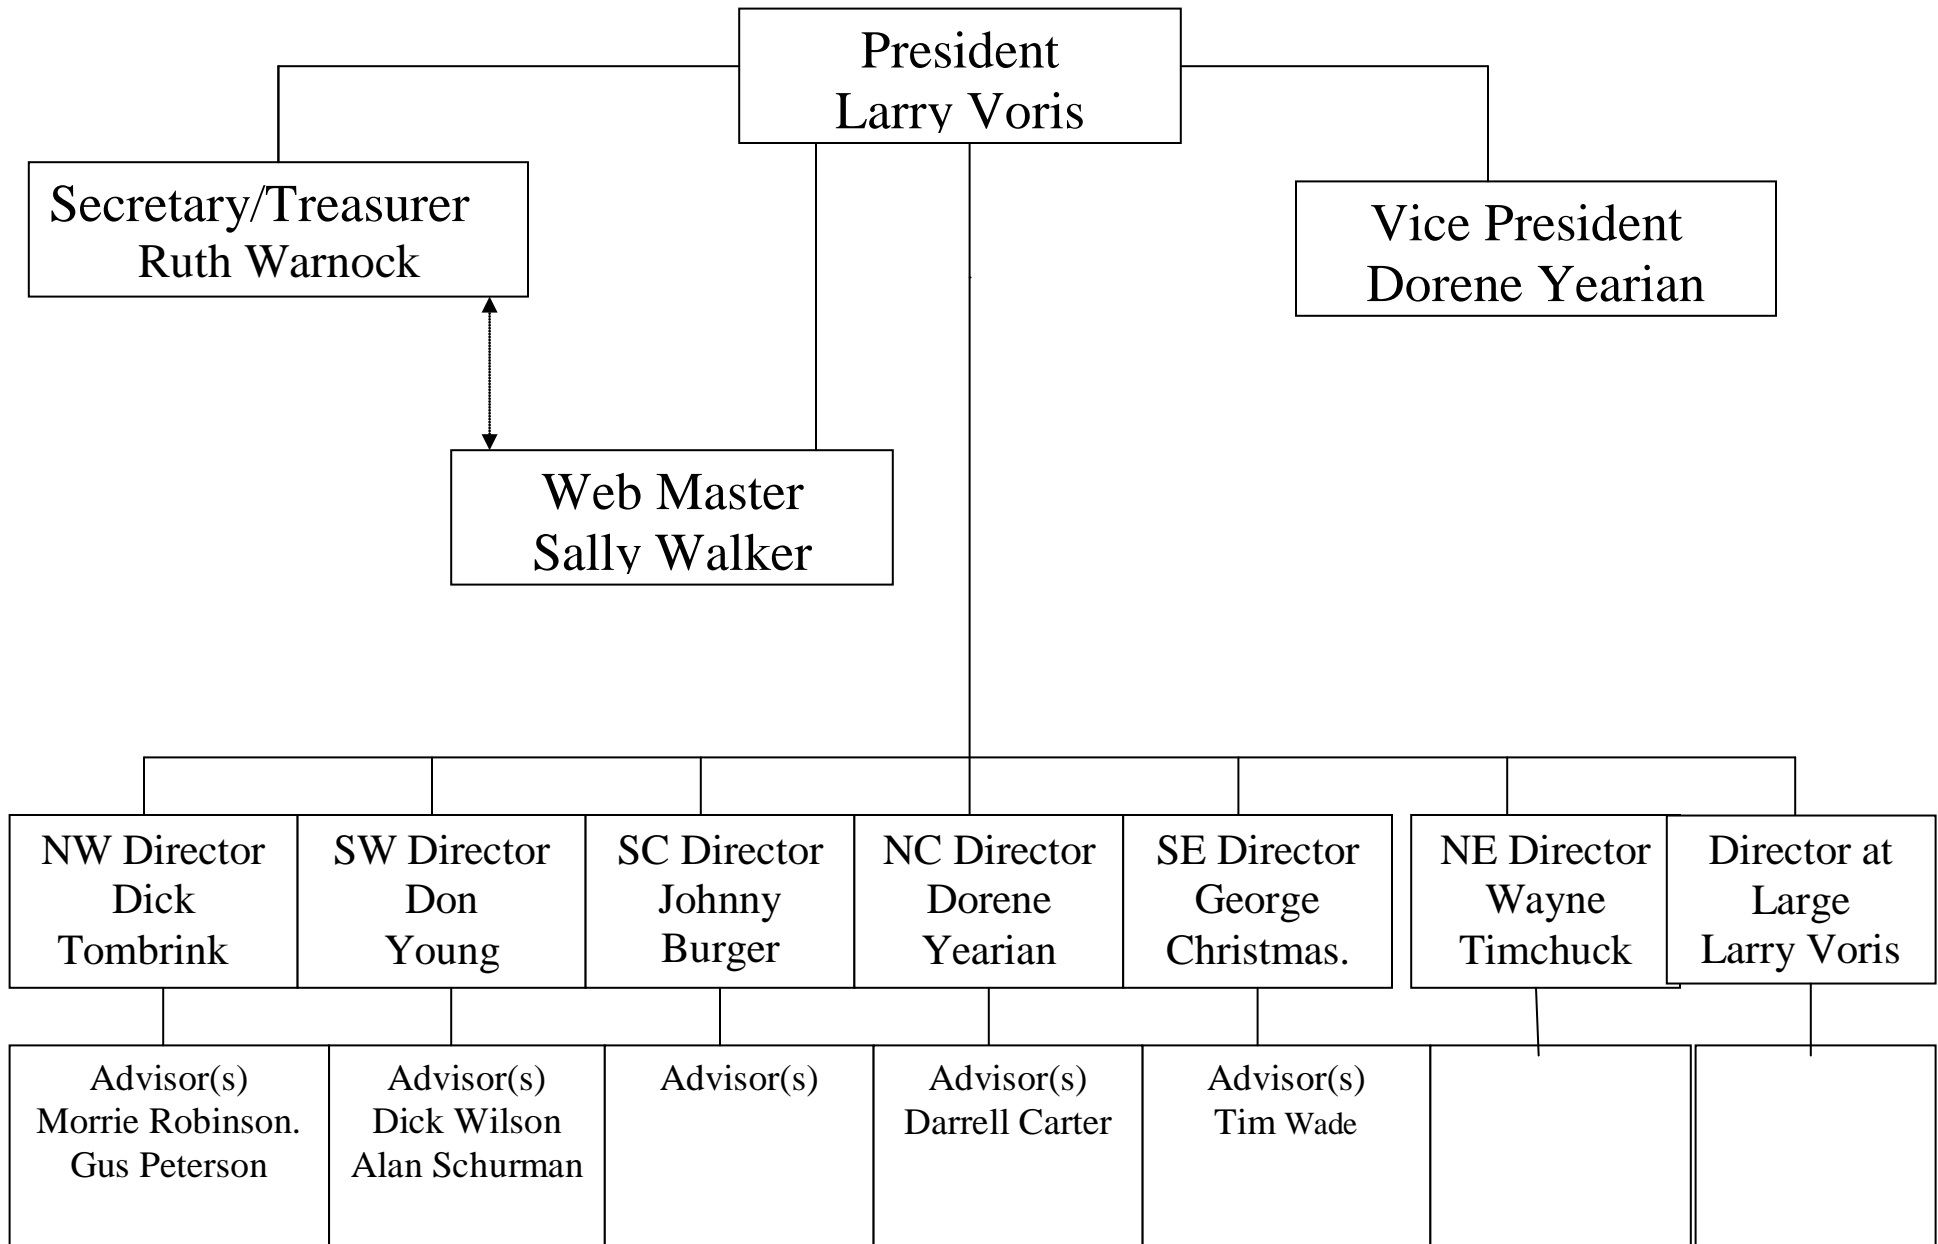 President
Larry Voris
Secretary/Treasurer
Ruth Warnock
Vice President
Dorene Yearian
Web Master
Sally Walker
NW Director
Dick
Tombrink
SW Director
Don
Young
SC Director
Johnny
Burger
NC Director
Dorene
Yearian
SE Director
George
Christmas.
NE Director
Wayne
Timchuck
Director at
Large
Larry Voris
Advisor(s)
Morrie Robinson.
Gus Peterson
Advisor(s)
Dick Wilson
Alan Schurman
Advisor(s)
Advisor(s)
Darrell Carter
Advisor(s)
Tim Wade